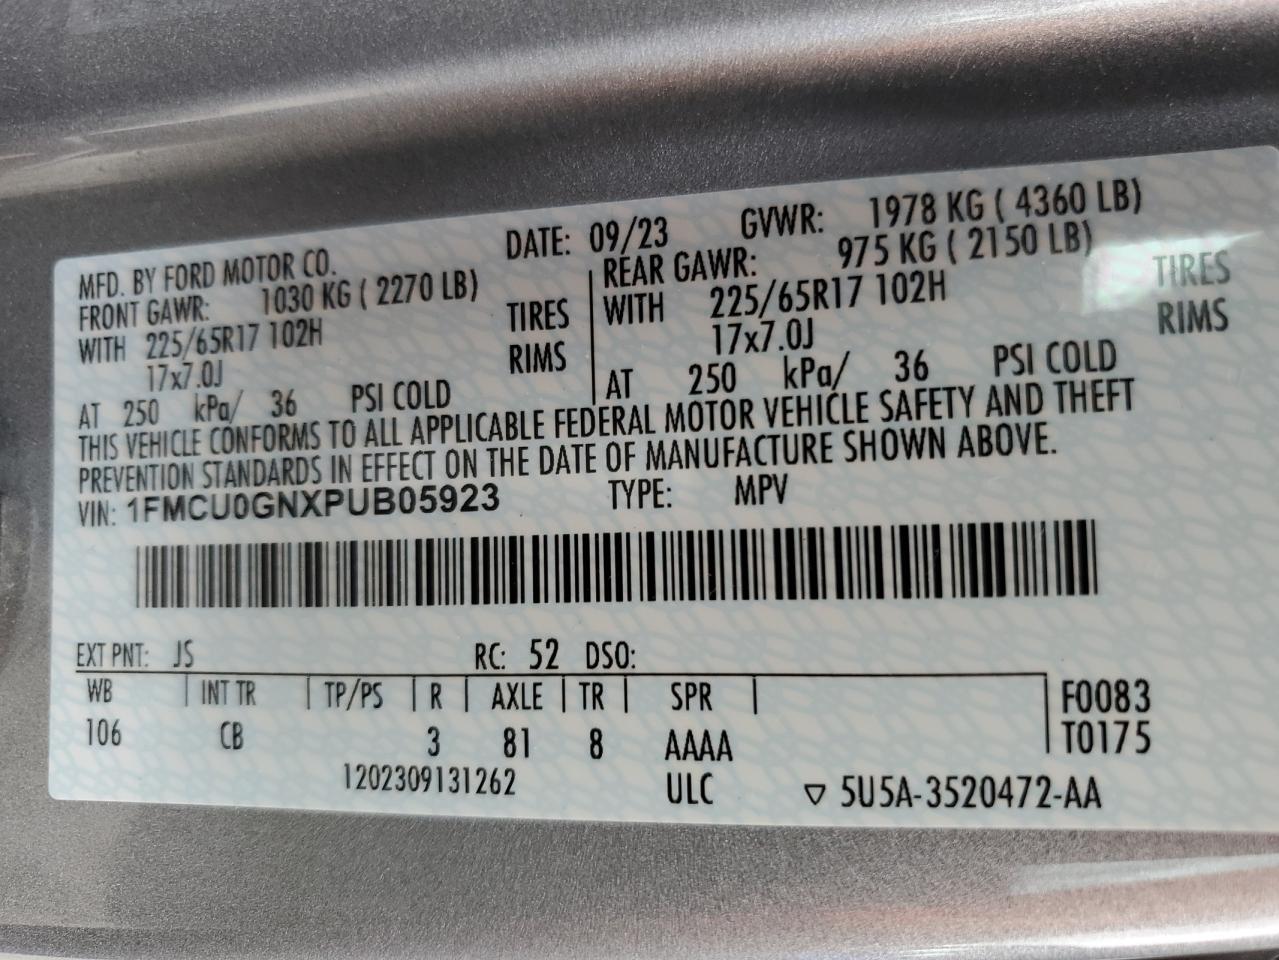 MFD. BY FORD MOTOR CO. DATE: 09/23 GVWR: 1978 KG ( 4360 LB)
FRONT GAWR: 1030 KG ( 2270 LB) REAR GAWR: 975 KG ( 2150 LB)
WITH 225/65R17 102H TIRES WITH 225/65R17 102H TIRES
17x7.0J RIMS 17x7.0J RIMS
AT 250 kPa/ 36 PSI COLD AT 250 kPa/ 36 PSI COLD
THIS VEHICLE CONFORMS TO ALL APPLICABLE FEDERAL MOTOR VEHICLE SAFETY AND THEFT
PREVENTION STANDARDS IN EFFECT ON THE DATE OF MANUFACTURE SHOWN ABOVE.
VIN: 1FMCU0GNXPUB05923 TYPE: MPV
EXT PNT: JS RC: 52 DSO:
WB INT TR TP/PS R AXLE TR SPR F0083
106 CB 3 81 8 AAAA T0175
1202309131262 ULC ▽ 5U5A-3520472-AA